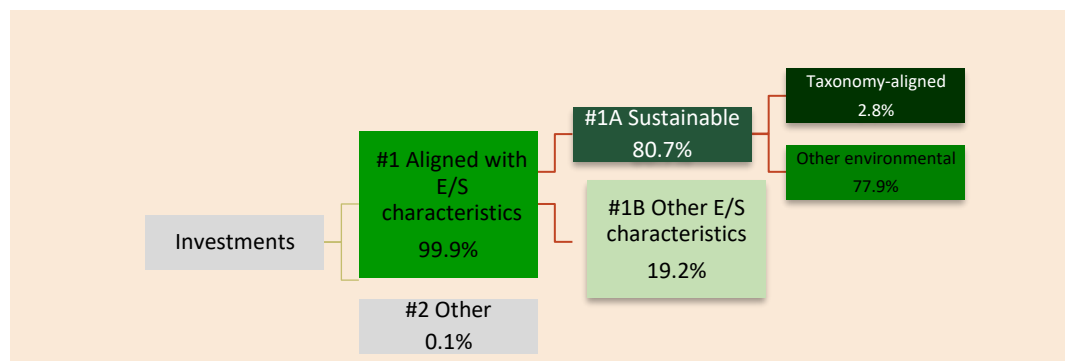 Investments
#1 Aligned with
E/S
characteristics
99.9%
#2 Other
0.1%
#1A Sustainable
80.7%
#1B Other E/S
characteristics
19.2%
Taxonomy-aligned
2.8%
Other environmental
77.9%